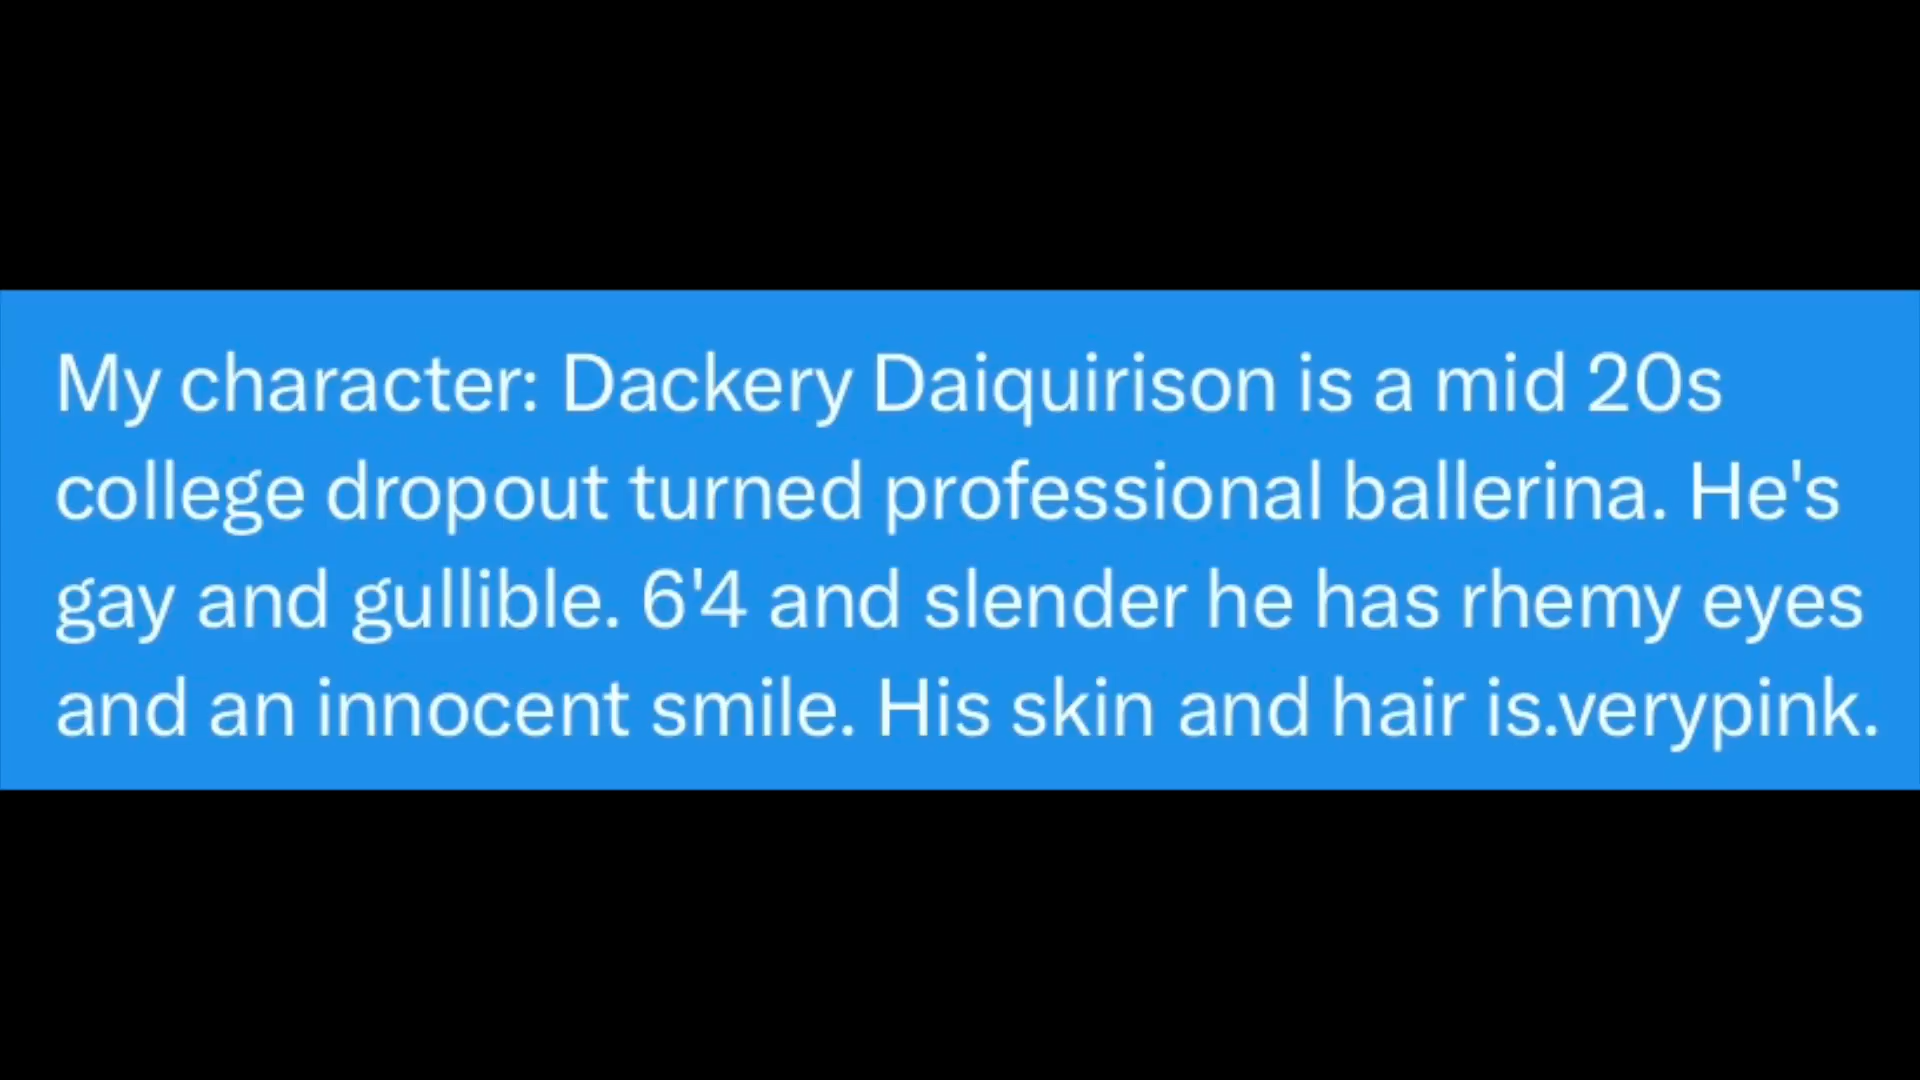 My character: Dackery Daiquirison is a mid 20s
college dropout turned professional ballerina. He's
gay and gullible. 6'4 and slender he has rhemy eyes
and an innocent smile. His skin and hair is.verypink.